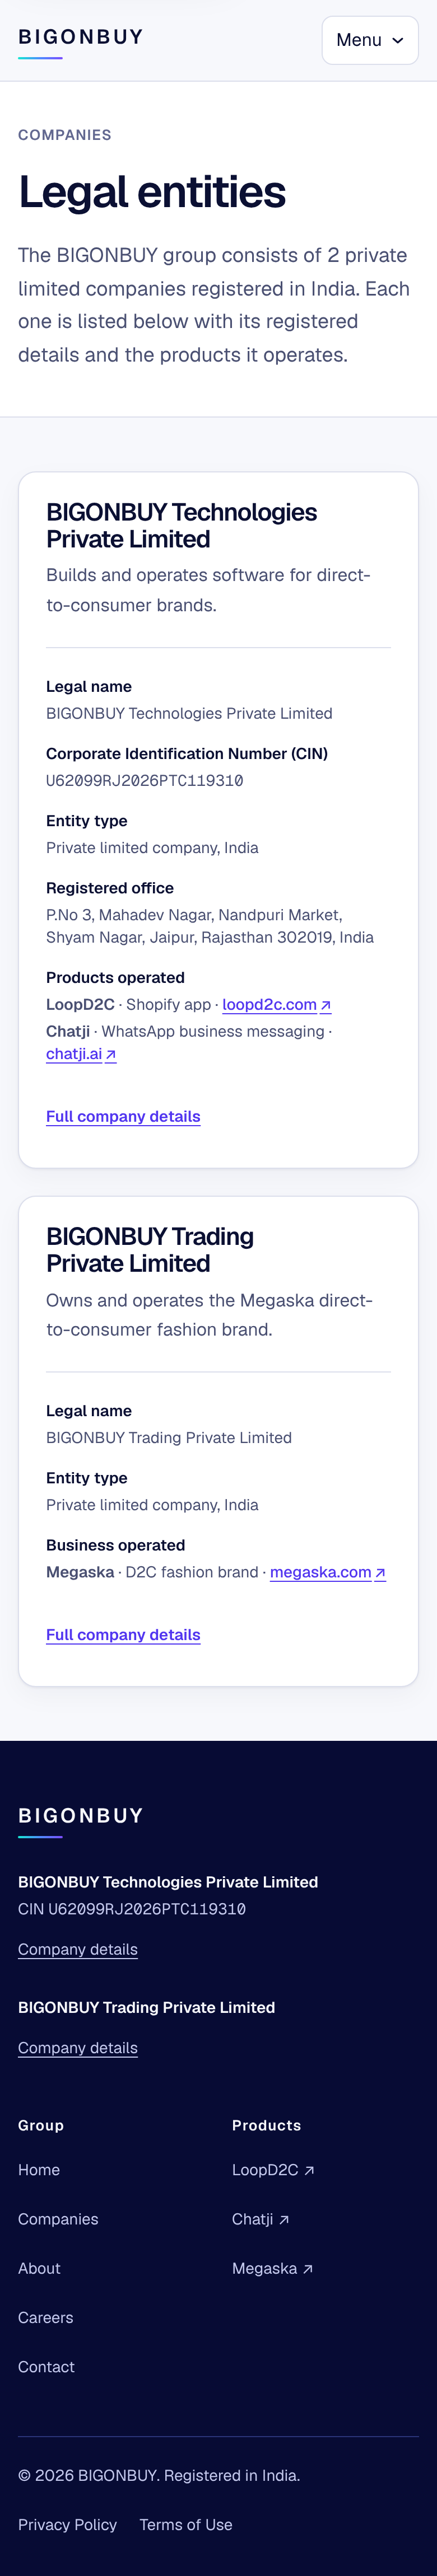 BIGONBUY
Menu
COMPANIES
Legal entities
The BIGONBUY group consists of 2 private
limited companies registered in India. Each
one is listed below with its registered
details and the products it operates.
BIGONBUY Technologies
Private Limited
Builds and operates software for direct-
to-consumer brands.
Legal name
BIGONBUY Technologies Private Limited
Corporate Identification Number (CIN)
U62099RJ2026PTC119310
Entity type
Private limited company, India
Registered office
P.No 3, Mahadev Nagar, Nandpuri Market,
Shyam Nagar, Jaipur, Rajasthan 302019, India
Products operated
LoopD2C · Shopify app · loopd2c.com ↗
Chatji · WhatsApp business messaging ·
chatji.ai ↗
Full company details
BIGONBUY Trading
Private Limited
Owns and operates the Megaska direct-
to-consumer fashion brand.
Legal name
BIGONBUY Trading Private Limited
Entity type
Private limited company, India
Business operated
Megaska · D2C fashion brand · megaska.com ↗
Full company details
BIGONBUY
BIGONBUY Technologies Private Limited
CIN U62099RJ2026PTC119310
Company details
BIGONBUY Trading Private Limited
Company details
Group
Home
Companies
About
Careers
Contact
Products
LoopD2C ↗
Chatji ↗
Megaska ↗
© 2026 BIGONBUY. Registered in India.
Privacy Policy Terms of Use